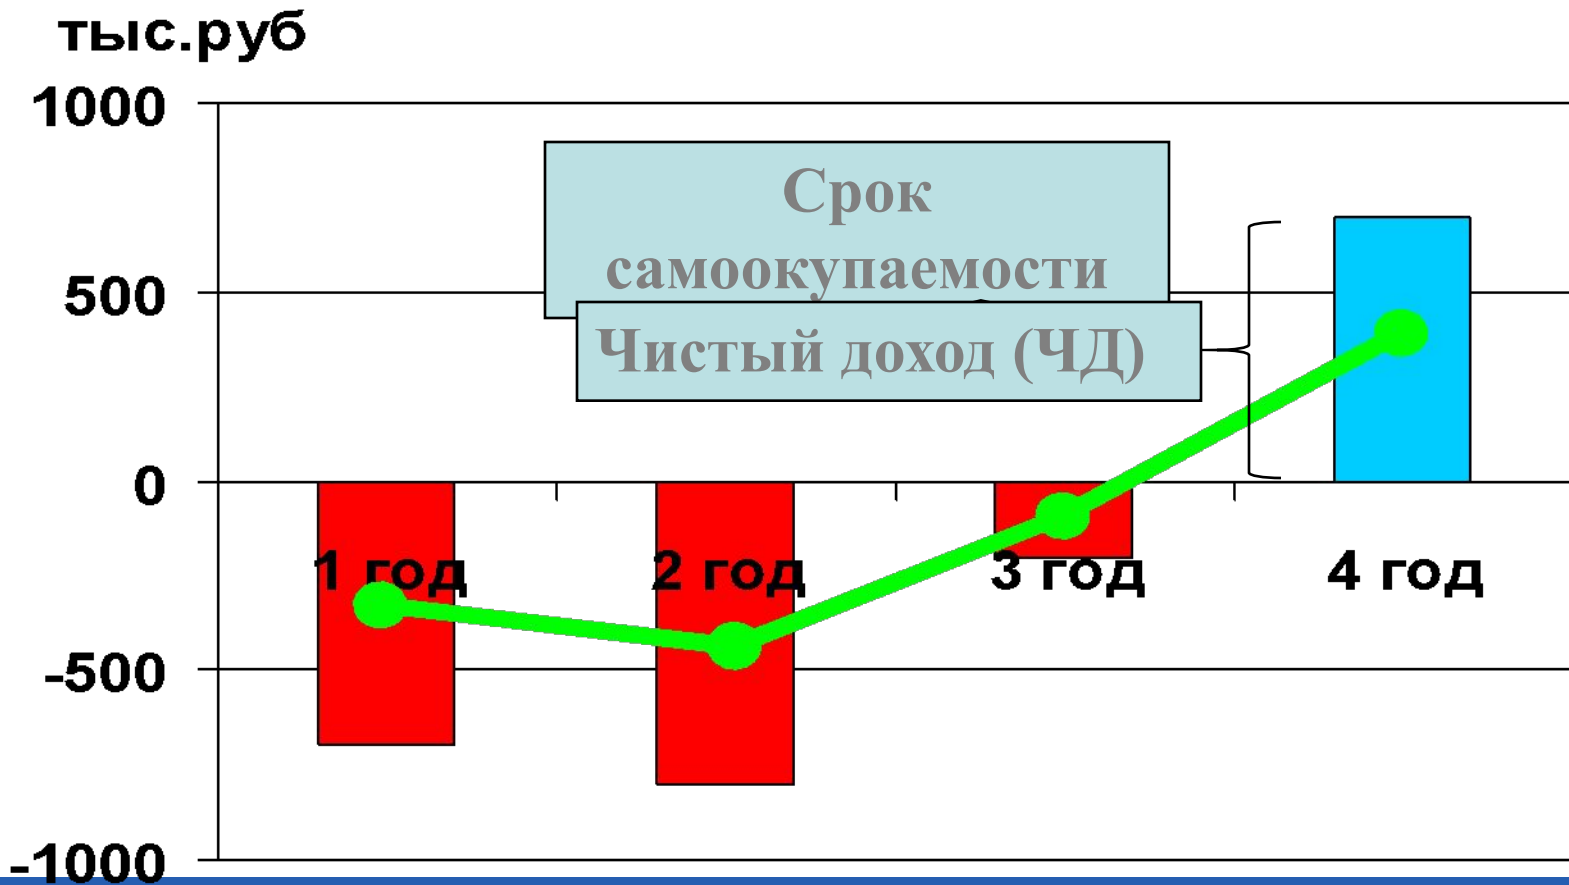 тыс.руб
1000
Срок
самоокупаемости
500
Чистый доход (ЧД)
0
1 год 2 год 3 год 4 год
-500
-1000